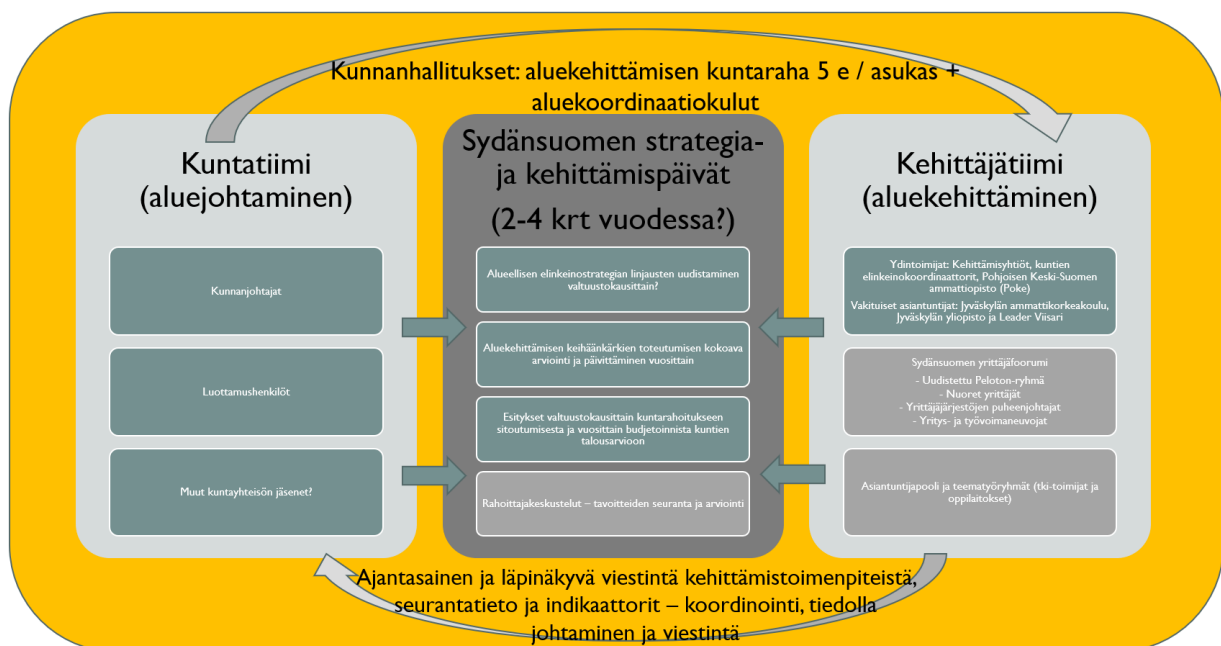 Kunnanhallitukset: aluekehittämisen kuntaraha 5 e / asukas +
aluekoordinaatiokulut
Kuntatiimi
(aluejohtaminen)
Kunnanjohtajat
Luottamushenkilöt
Muut kuntayhteisön jäsenet?
Sydänsuomen strategia-
ja kehittämispäivät
(2-4 krt vuodessa?)
Alueellisen elinkeinostrategian linjausten uudistaminen
valtuustokausittain?
Aluekehittämisen keihäänkärkien toteutumisen kokoava
arviointi ja päivittäminen vuosittain
Esitykset valtuustokausittain kuntarahoitukseen
sitoutumisesta ja vuosittain budjetoinnista kuntien
talousarvioon
Rahoittajakeskustelut – tavoitteiden seuranta ja arviointi
Kehittäjätiimi
(aluekehittäminen)
Ydintoimijat: Kehittämisyhtiöt, kuntien
elinkeinokoordinaattorit, Pohjoisen Keski-Suomen
ammattiopisto (Poke)
Vakituiset asiantuntijat: Jyväskylän ammattikorkeakoulu,
Jyväskylän yliopisto ja Leader Viisari
Sydänsuomen yrittäjäfoorumi
- Uudistettu Peloton-ryhmä
- Nuoret yrittäjät
- Yrittäjäjärjestöjen puheenjohtajat
- Yritys- ja työvoimaneuvojat
Asiantuntijapooli ja teematyöryhmät (tki-toimijat ja
oppilaitokset)
Ajantasainen ja läpinäkyvä viestintä kehittämistoimenpiteistä,
seurantatieto ja indikaattorit – koordinointi, tiedolla
johtaminen ja viestintä